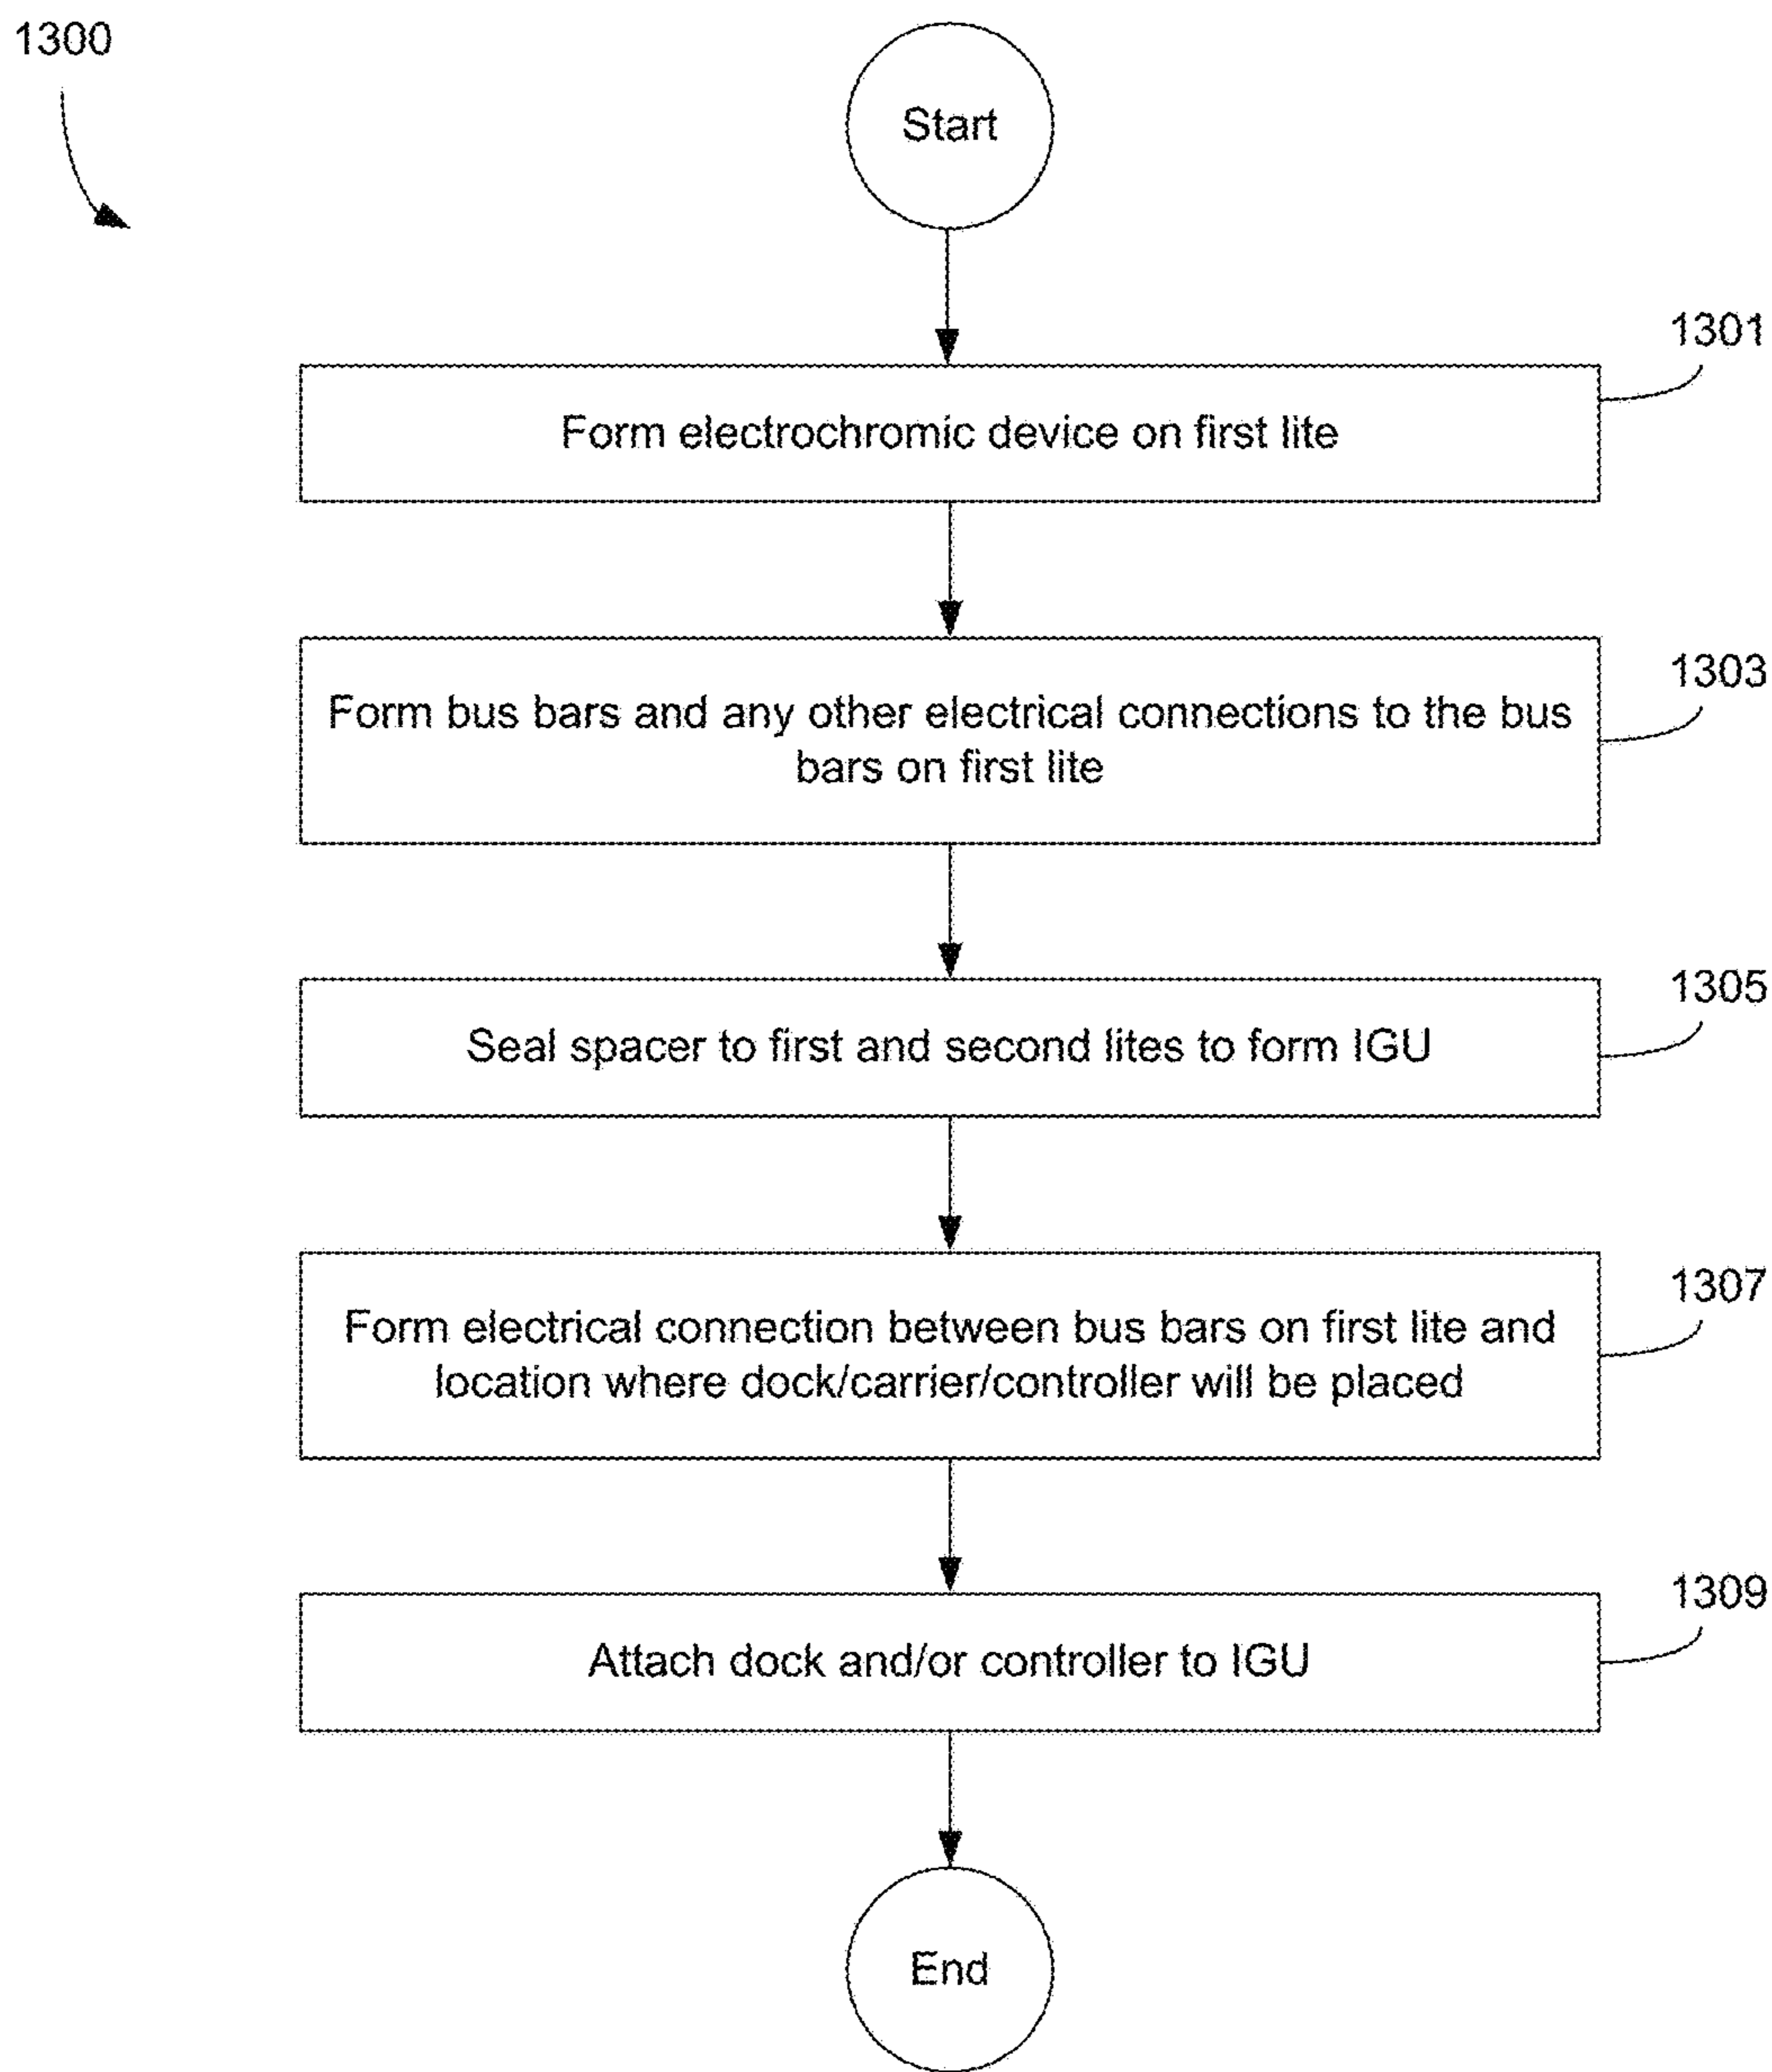 1300
Start
1301
Form electrochromic device on first lite
1303
Form bus bars and any other electrical connections to the bus
bars on first lite
1305
Seal spacer to first and second lites to form IGU
1307
Form electrical connection between bus bars on first lite and
location where dock/carrier/controller will be placed
1309
Attach dock and/or controller to IGU
End